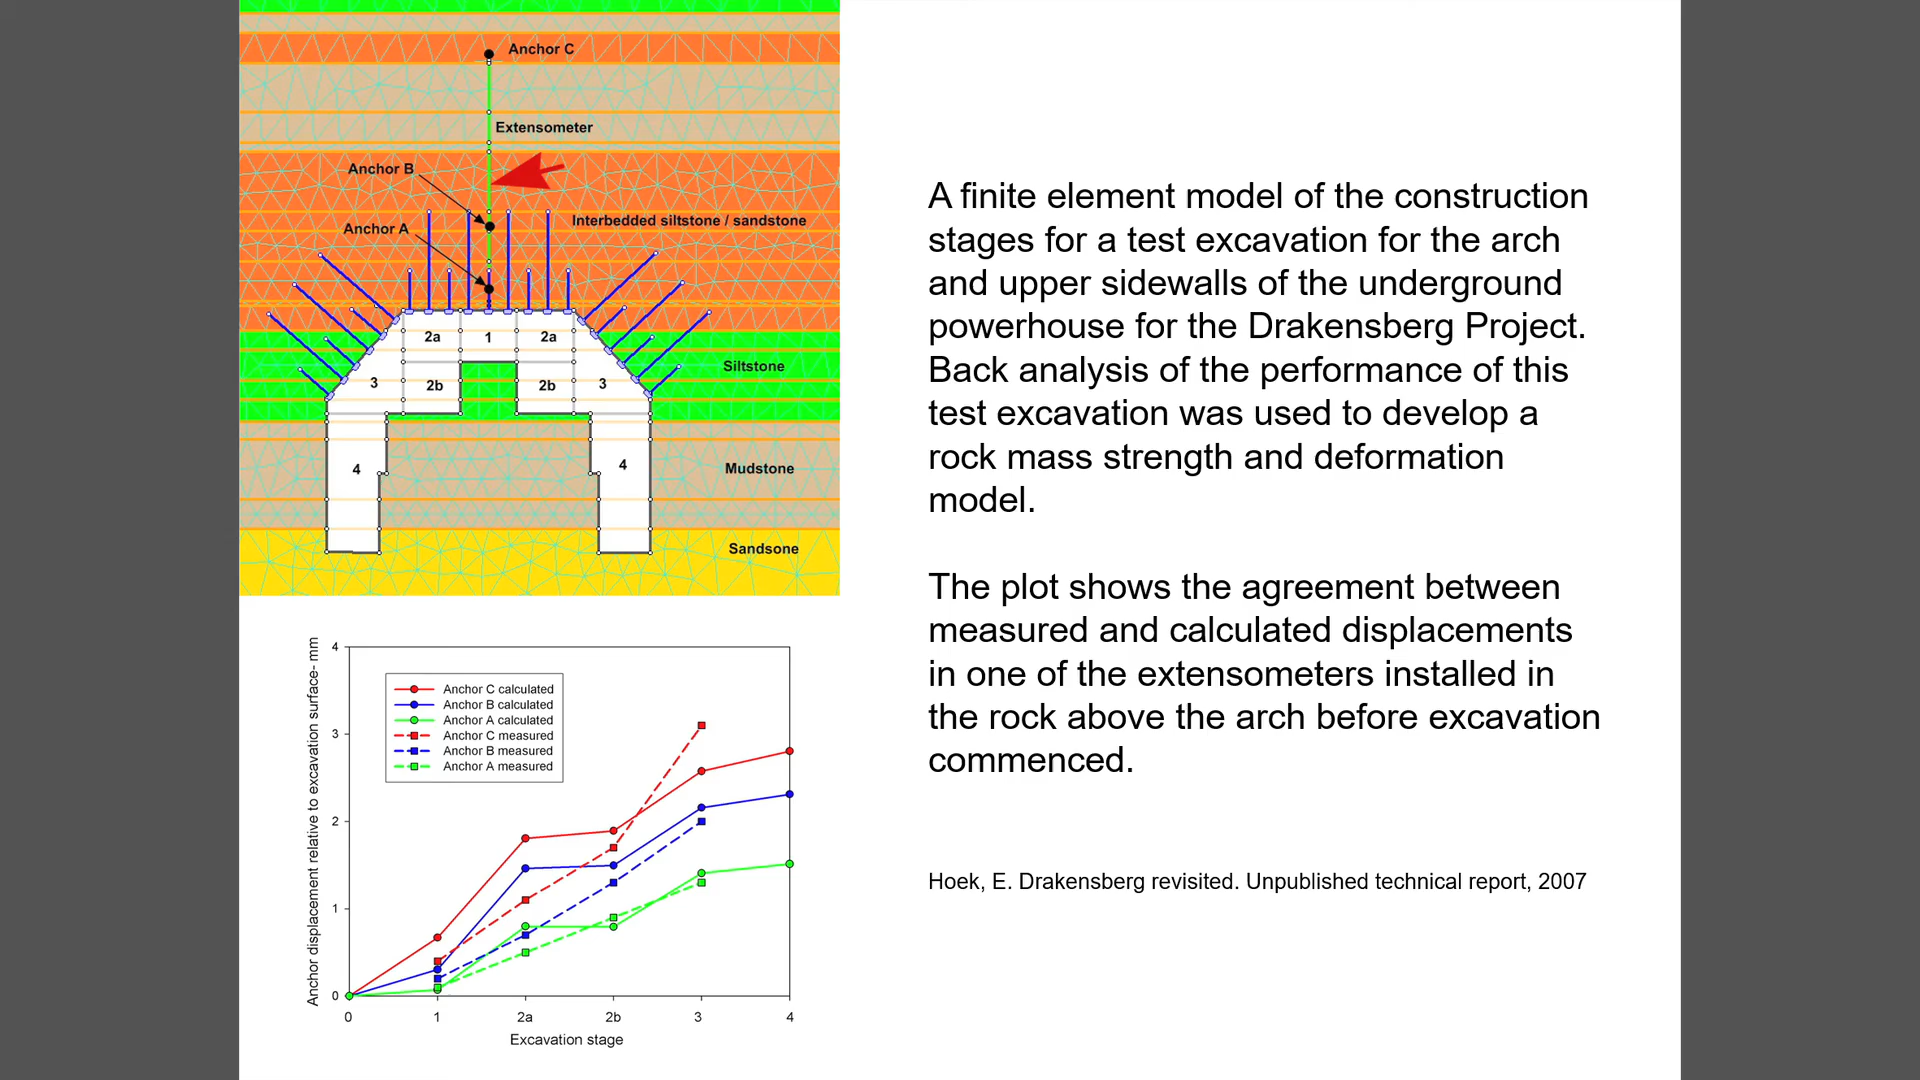 Anchor C
Extensometer
Anchor B
Interbedded siltstone / sandstone
Anchor A
2a
1
2a
Siltstone
3
2b
2b
3
4
4
Mudstone
Sandsone
A finite element model of the construction
stages for a test excavation for the arch
and upper sidewalls of the underground
powerhouse for the Drakensberg Project.
Back analysis of the performance of this
test excavation was used to develop a
rock mass strength and deformation
model.
The plot shows the agreement between
measured and calculated displacements
in one of the extensometers installed in
the rock above the arch before excavation
commenced.
Hoek, E. Drakensberg revisited. Unpublished technical report, 2007
Anchor displacement relative to excavation surface- mm
4
3
2
1
0
Anchor C calculated
Anchor B calculated
Anchor A calculated
Anchor C measured
Anchor B measured
Anchor A measured
0 1 2a 2b 3 4
Excavation stage